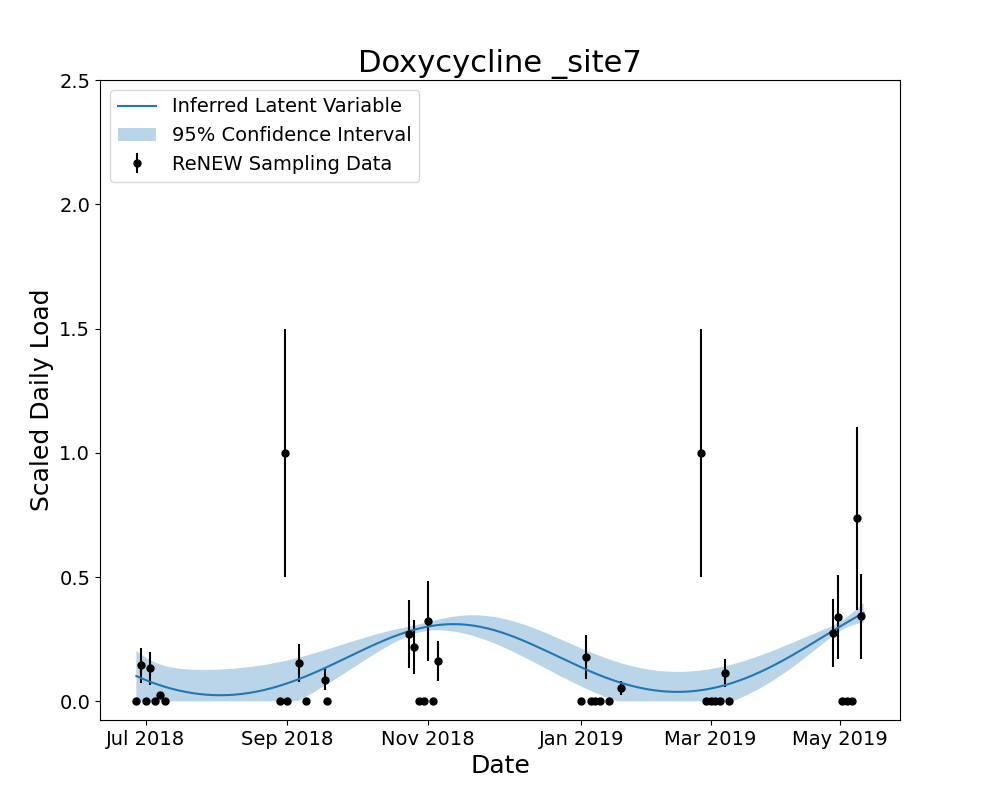 Doxycycline _site7
Inferred Latent Variable
95% Confidence Interval
ReNEW Sampling Data
2.5
2.0
1.5
1.0
0.5
0.0
Scaled Daily Load
Jul 2018 Sep 2018 Nov 2018 Jan 2019 Mar 2019 May 2019
Date